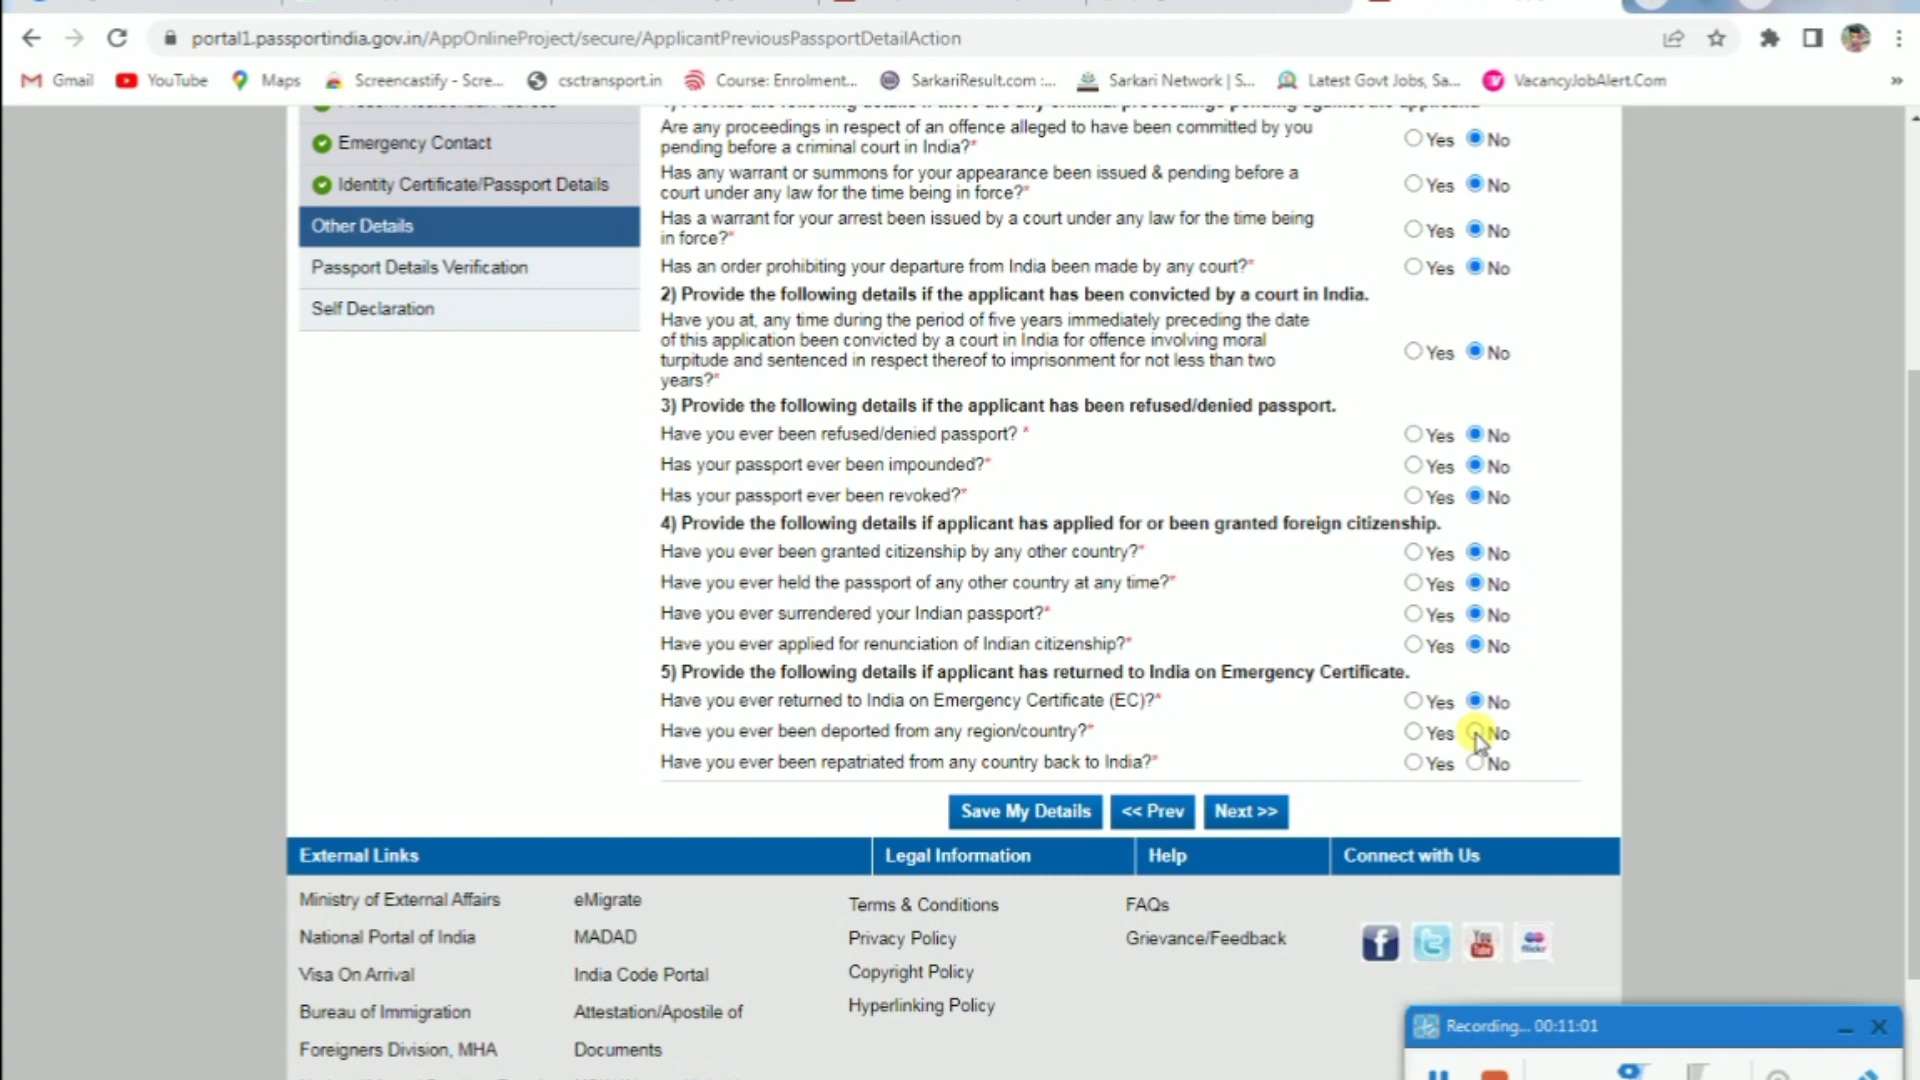 portal1.passportindia.gov.in/AppOnlineProject/secure/ApplicantPreviousPassportDetailAction
Gmail YouTube Maps Screencastify - Scre... csctransport.in Course: Enrolment... SarkariResult.com :... Sarkari Network | S... Latest Govt Jobs, Sa... VacancyJobAlert.Com »
Emergency Contact
Identity Certificate/Passport Details
Other Details
Passport Details Verification
Self Declaration
Are any proceedings in respect of an offence alleged to have been committed by you
pending before a criminal court in India?* Yes No
Has any warrant or summons for your appearance been issued & pending before a
court under any law for the time being in force?* Yes No
Has a warrant for your arrest been issued by a court under any law for the time being
in force?* Yes No
Has an order prohibiting your departure from India been made by any court?* Yes No
2) Provide the following details if the applicant has been convicted by a court in India.
Have you at, any time during the period of five years immediately preceding the date
of this application been convicted by a court in India for offence involving moral
turpitude and sentenced in respect thereof to imprisonment for not less than two
years?* Yes No
3) Provide the following details if the applicant has been refused/denied passport.
Have you ever been refused/denied passport? * Yes No
Has your passport ever been impounded?* Yes No
Has your passport ever been revoked?* Yes No
4) Provide the following details if applicant has applied for or been granted foreign citizenship.
Have you ever been granted citizenship by any other country?* Yes No
Have you ever held the passport of any other country at any time?* Yes No
Have you ever surrendered your Indian passport?* Yes No
Have you ever applied for renunciation of Indian citizenship?* Yes No
5) Provide the following details if applicant has returned to India on Emergency Certificate.
Have you ever returned to India on Emergency Certificate (EC)?* Yes No
Have you ever been deported from any region/country?* Yes No
Have you ever been repatriated from any country back to India?* Yes No
Save My Details << Prev Next >>
External Links Legal Information Help Connect with Us
Ministry of External Affairs eMigrate Terms & Conditions FAQs
National Portal of India MADAD Privacy Policy Grievance/Feedback
Visa On Arrival India Code Portal Copyright Policy
Bureau of Immigration Attestation/Apostile of Hyperlinking Policy
Foreigners Division, MHA Documents
You
Tube
flickr
Recording... 00:11:01